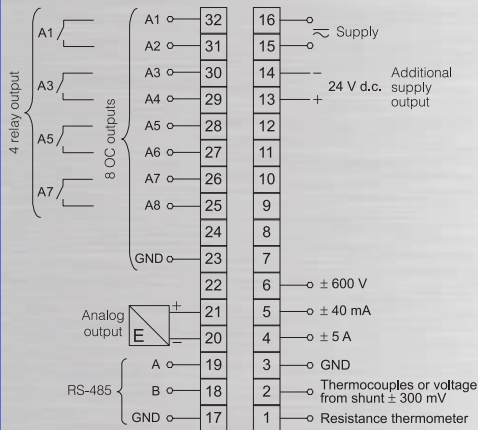 4 relay output
A1
A3
A5
A7
8 OC outputs
A1 32
A2 31
A3 30
A4 29
A5 28
A6 27
A7 26
A8 25
24
GND 23
22
Analog output
E
+ 21
− 20
RS-485
A 19
B 18
GND 17
16
15
Supply
14 −
13 +
24 V d.c.
Additional
supply
output
12
11
10
9
8
7
6 ± 600 V
5 ± 40 mA
4 ± 5 A
3 GND
2 Thermocouples or voltage
from shunt ± 300 mV
1 Resistance thermometer